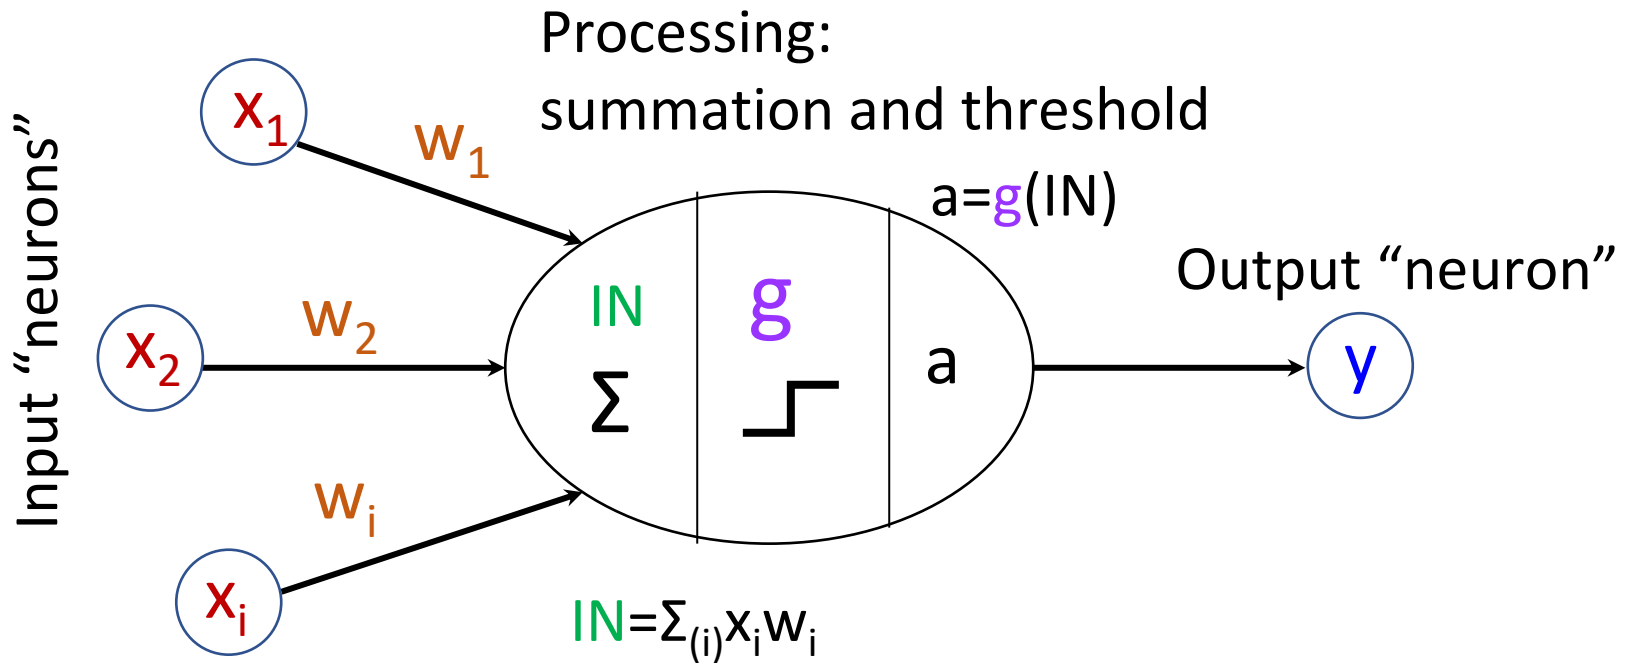 Processing:
summation and threshold
Input “neurons”
x₁
w₁
a=g(IN)
Output “neuron”
x₂
w₂
IN
Σ
g
a
y
wᵢ
xᵢ
IN=Σ₍ᵢ₎xᵢwᵢ